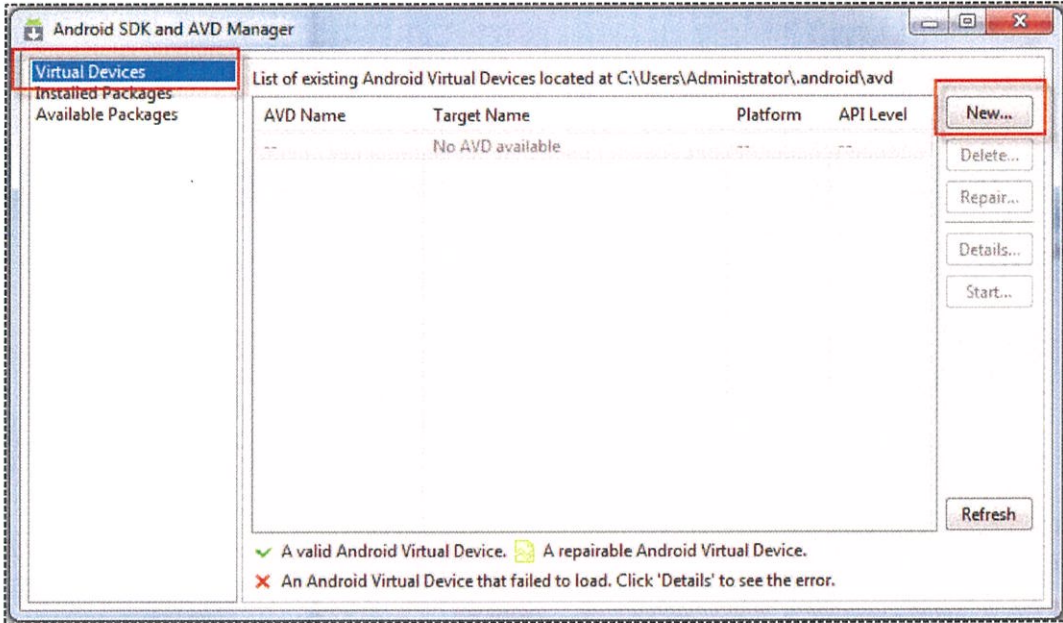 Android SDK and AVD Manager
Virtual Devices
Installed Packages
Available Packages
List of existing Android Virtual Devices located at C:\Users\Administrator\.android\avd
AVD Name Target Name Platform API Level
-- No AVD available -- --
New...
Delete...
Repair...
Details...
Start...
Refresh
A valid Android Virtual Device. A repairable Android Virtual Device.
An Android Virtual Device that failed to load. Click 'Details' to see the error.